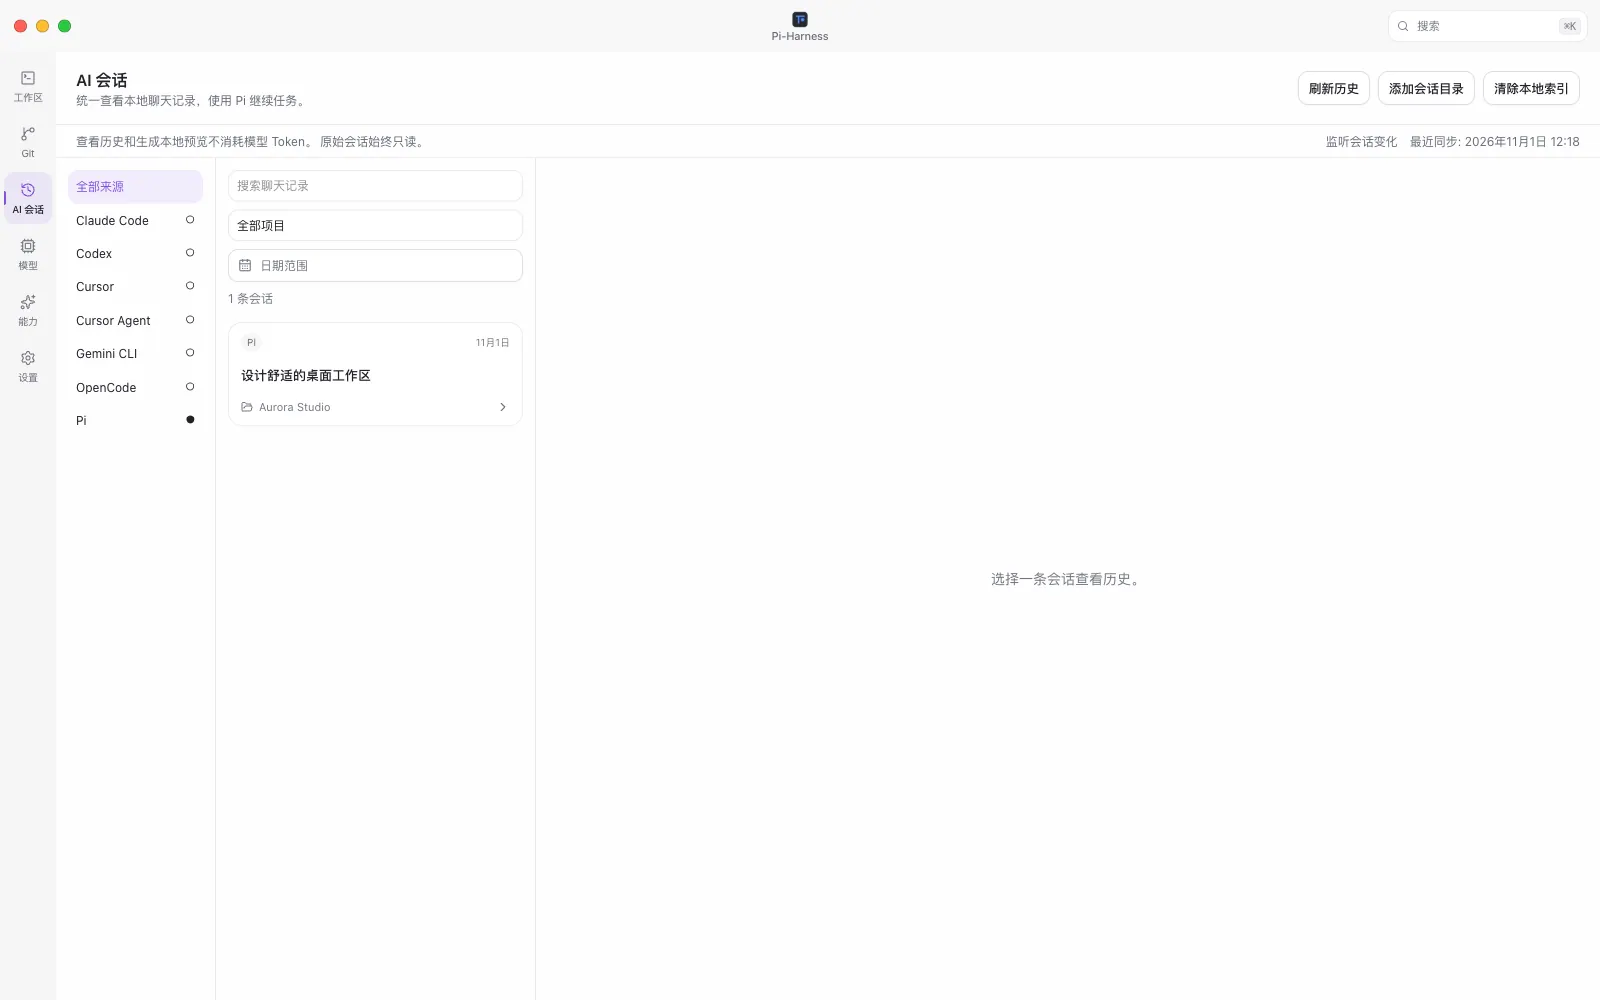 Pi-Harness
搜索
⌘K
工作区
Git
AI 会话
模型
能力
设置
AI 会话
统一查看本地聊天记录，使用 Pi 继续任务。
刷新历史
添加会话目录
清除本地索引
查看历史和生成本地预览不消耗模型 Token。 原始会话始终只读。
监听会话变化
最近同步: 2026年11月1日 12:18
全部来源
Claude Code
Codex
Cursor
Cursor Agent
Gemini CLI
OpenCode
Pi
搜索聊天记录
全部项目
日期范围
1 条会话
Pi
11月1日
设计舒适的桌面工作区
Aurora Studio
选择一条会话查看历史。